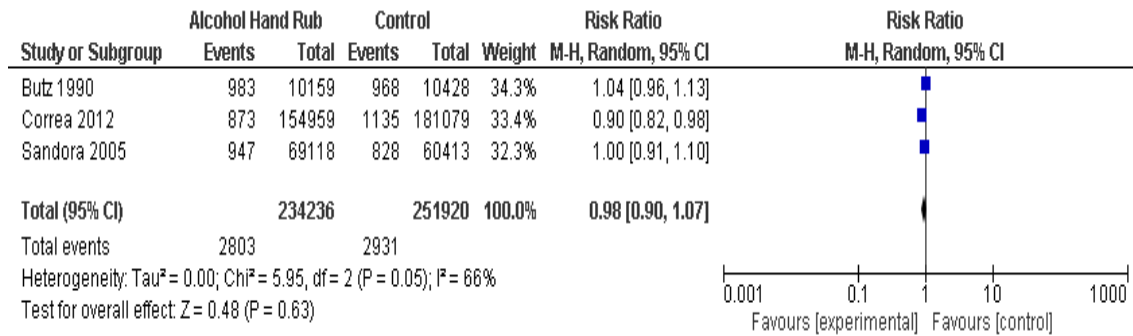 Alcohol Hand Rub Control Risk Ratio Risk Ratio
Study or Subgroup Events Total Events Total Weight M-H, Random, 95% CI M-H, Random, 95% CI
Butz 1990 983 10159 968 10428 34.3% 1.04 [0.96, 1.13]
Correa 2012 873 154959 1135 181079 33.4% 0.90 [0.82, 0.98]
Sandora 2005 947 69118 828 60413 32.3% 1.00 [0.91, 1.10]
Total (95% CI) 234236 251920 100.0% 0.98 [0.90, 1.07]
Total events 2803 2931
Heterogeneity: Tau² = 0.00; Chi² = 5.95, df = 2 (P = 0.05); I² = 66%
Test for overall effect: Z = 0.48 (P = 0.63)
0.001 0.1 1 10 1000
Favours [experimental] Favours [control]